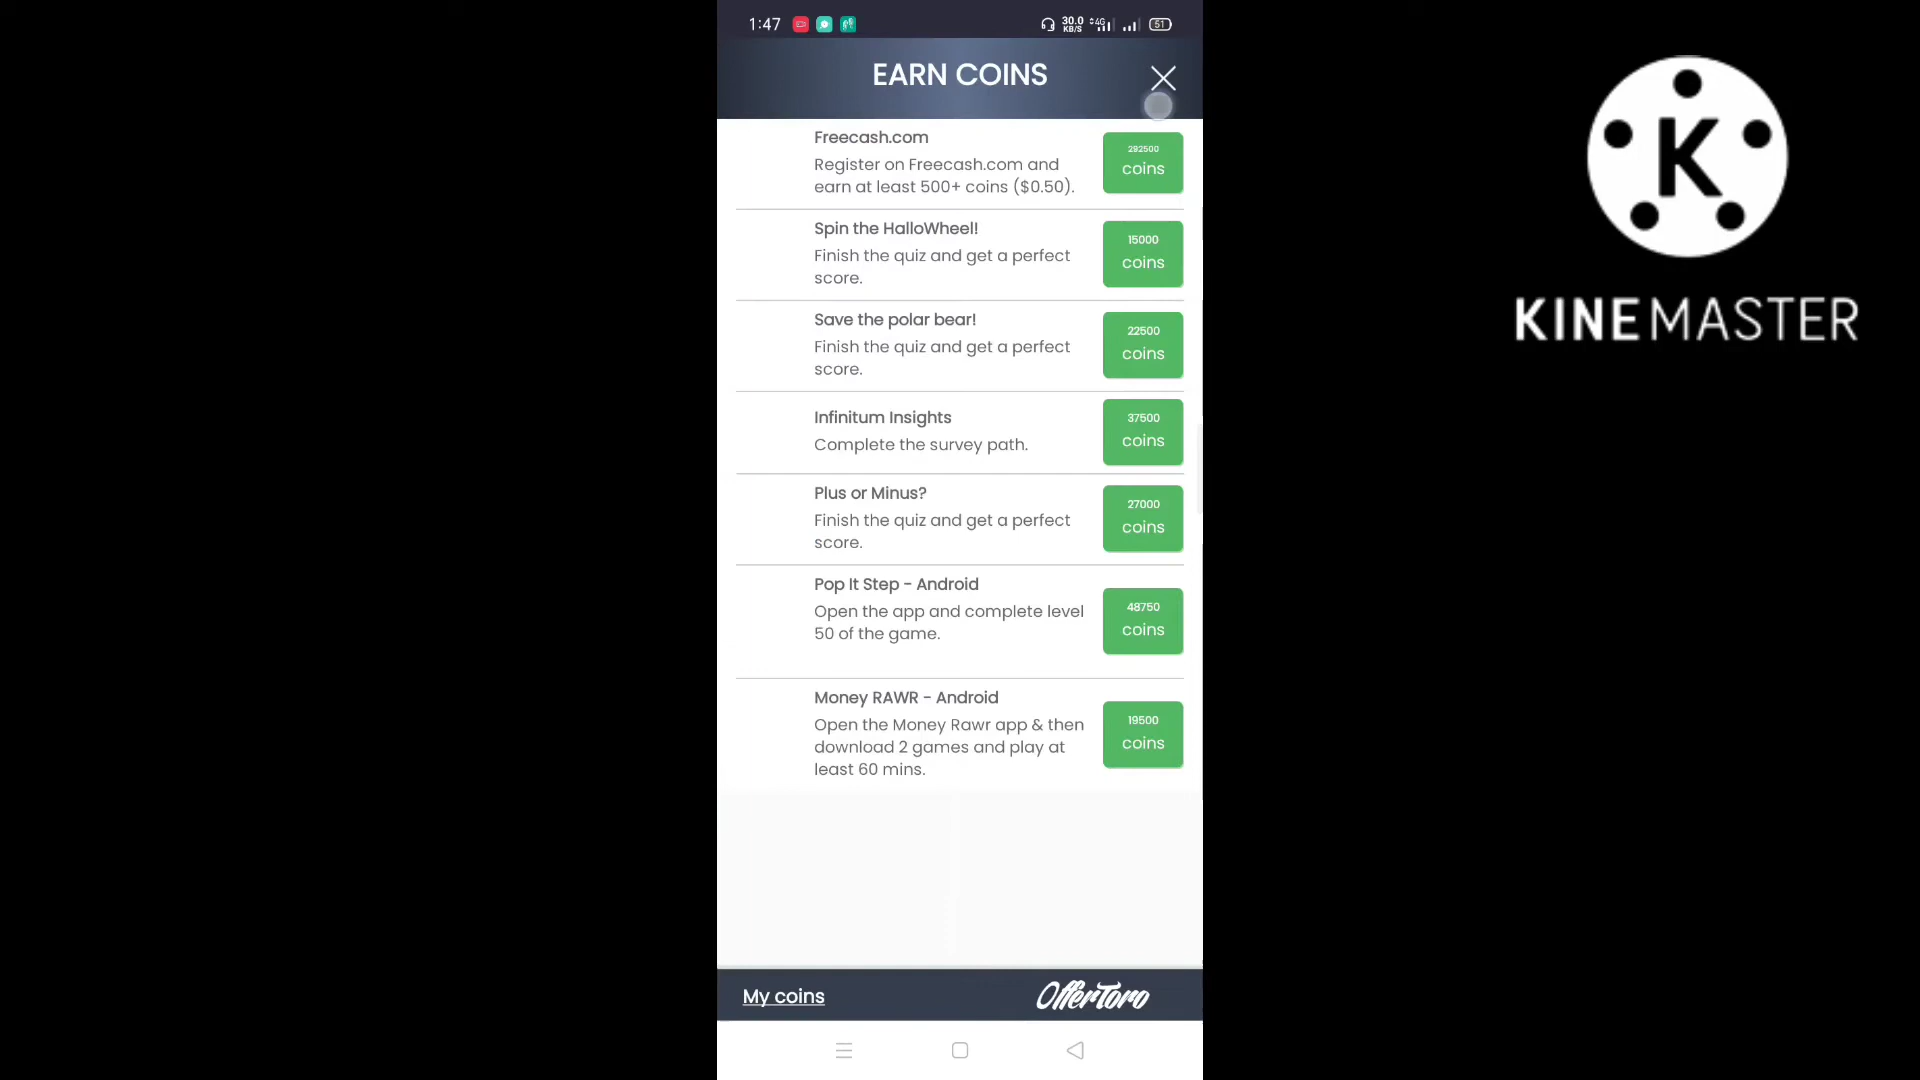 1:47
30.0
KB/S
4G
51
EARN COINS
Freecash.com
Register on Freecash.com and
earn at least 500+ coins ($0.50).
292500
coins
Spin the HalloWheel!
Finish the quiz and get a perfect
score.
15000
coins
Save the polar bear!
Finish the quiz and get a perfect
score.
22500
coins
Infinitum Insights
Complete the survey path.
37500
coins
Plus or Minus?
Finish the quiz and get a perfect
score.
27000
coins
Pop It Step - Android
Open the app and complete level
50 of the game.
48750
coins
Money RAWR - Android
Open the Money Rawr app & then
download 2 games and play at
least 60 mins.
19500
coins
My coins
OfferToro
K
KINEMASTER